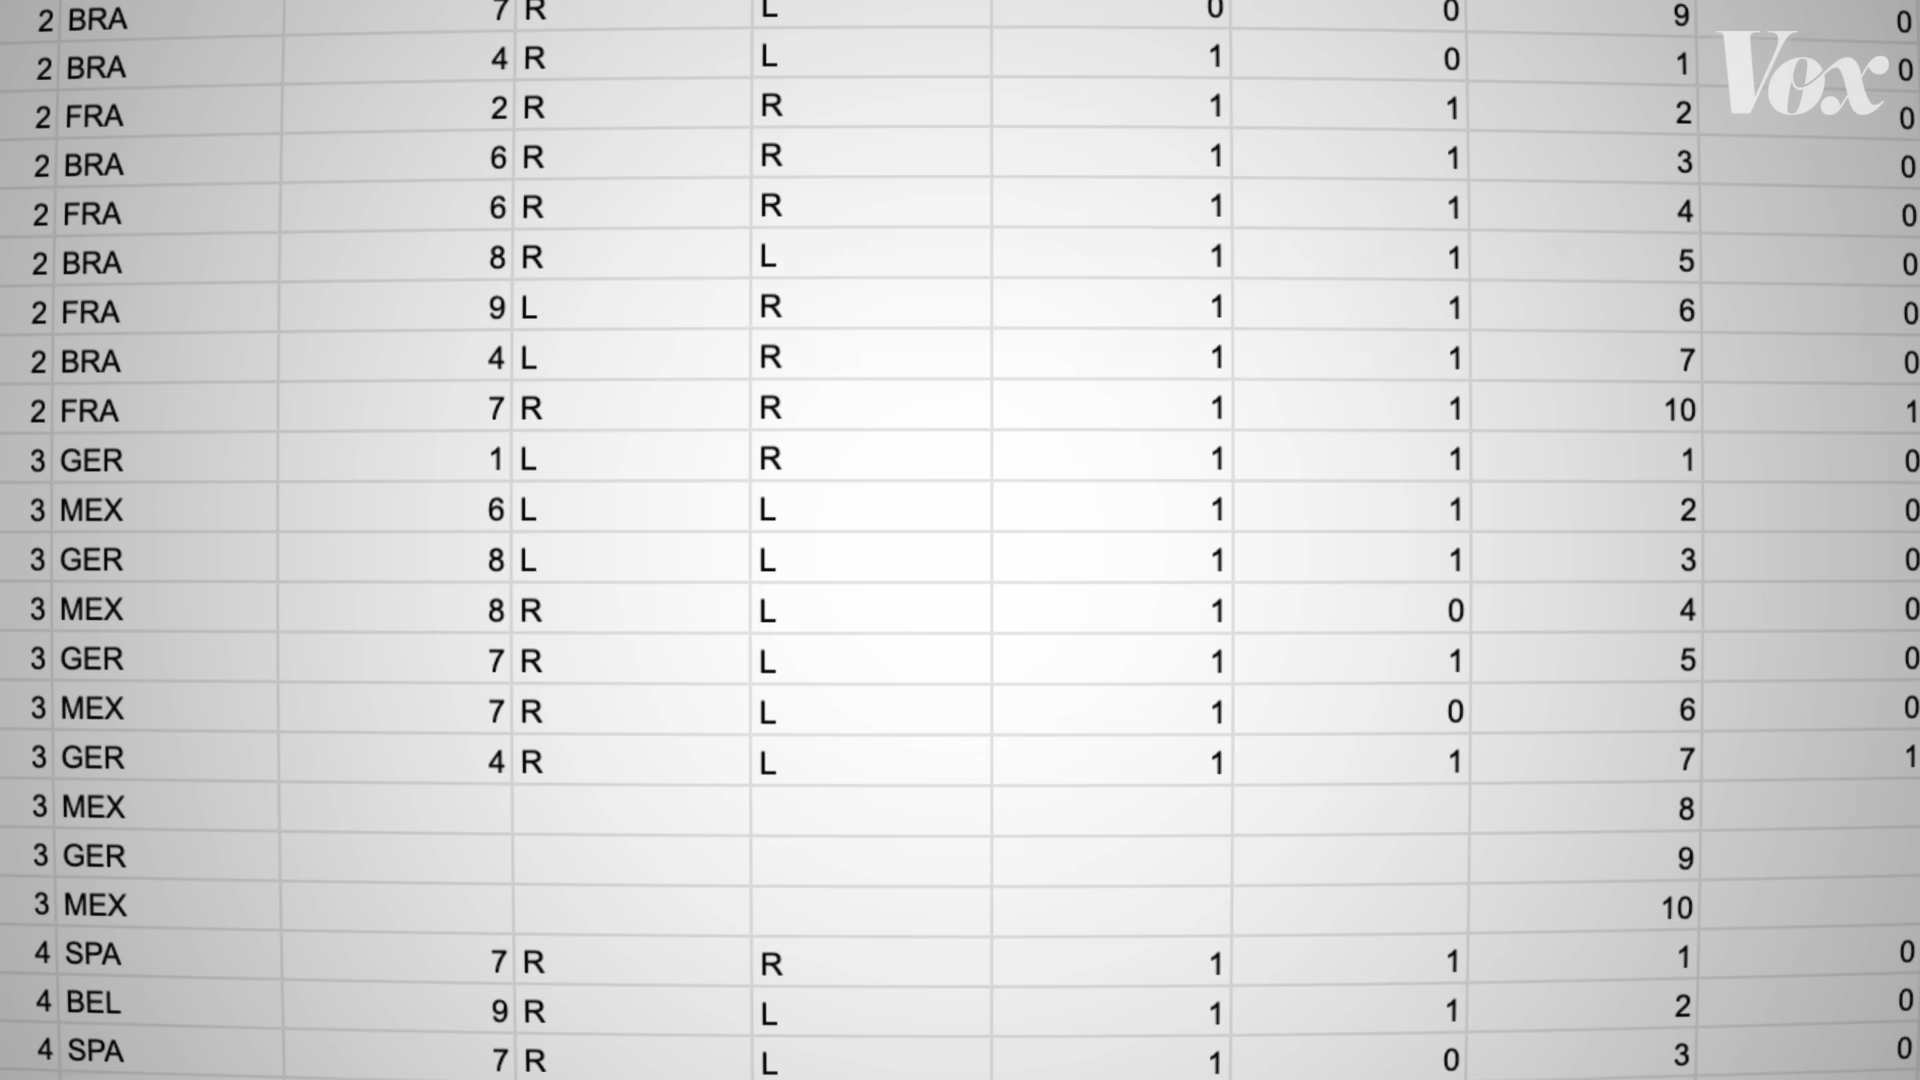 2 BRA 7 R L 0 0 9 0
Vox
2 BRA 4 R L 1 0 1 0
2 FRA 2 R R 1 1 2 0
2 BRA 6 R R 1 1 3 0
2 FRA 6 R R 1 1 4 0
2 BRA 8 R L 1 1 5 0
2 FRA 9 L R 1 1 6 0
2 BRA 4 L R 1 1 7 0
2 FRA 7 R R 1 1 10 1
3 GER 1 L R 1 1 1 0
3 MEX 6 L L 1 1 2 0
3 GER 8 L L 1 1 3 0
3 MEX 8 R L 1 0 4 0
3 GER 7 R L 1 1 5 0
3 MEX 7 R L 1 0 6 0
3 GER 4 R L 1 1 7 1
3 MEX 8
3 GER 9
3 MEX 10
4 SPA 7 R R 1 1 1 0
4 BEL 9 R L 1 1 2 0
4 SPA 7 R L 1 0 3 0